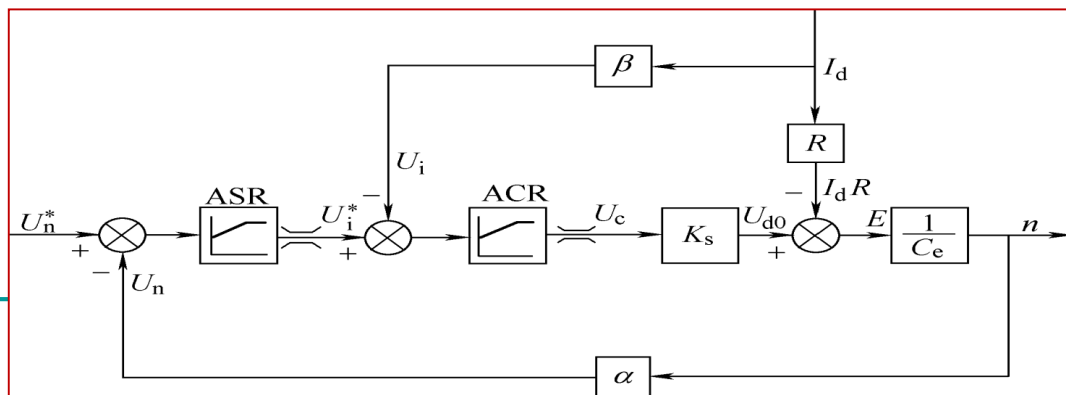 β
I_d
R
U_i
− I_d R
ASR
ACR
U_n^*
U_i^*
U_c
K_s
U_d0
E
1
C_e
n
+
−
U_n
+
−
+
α